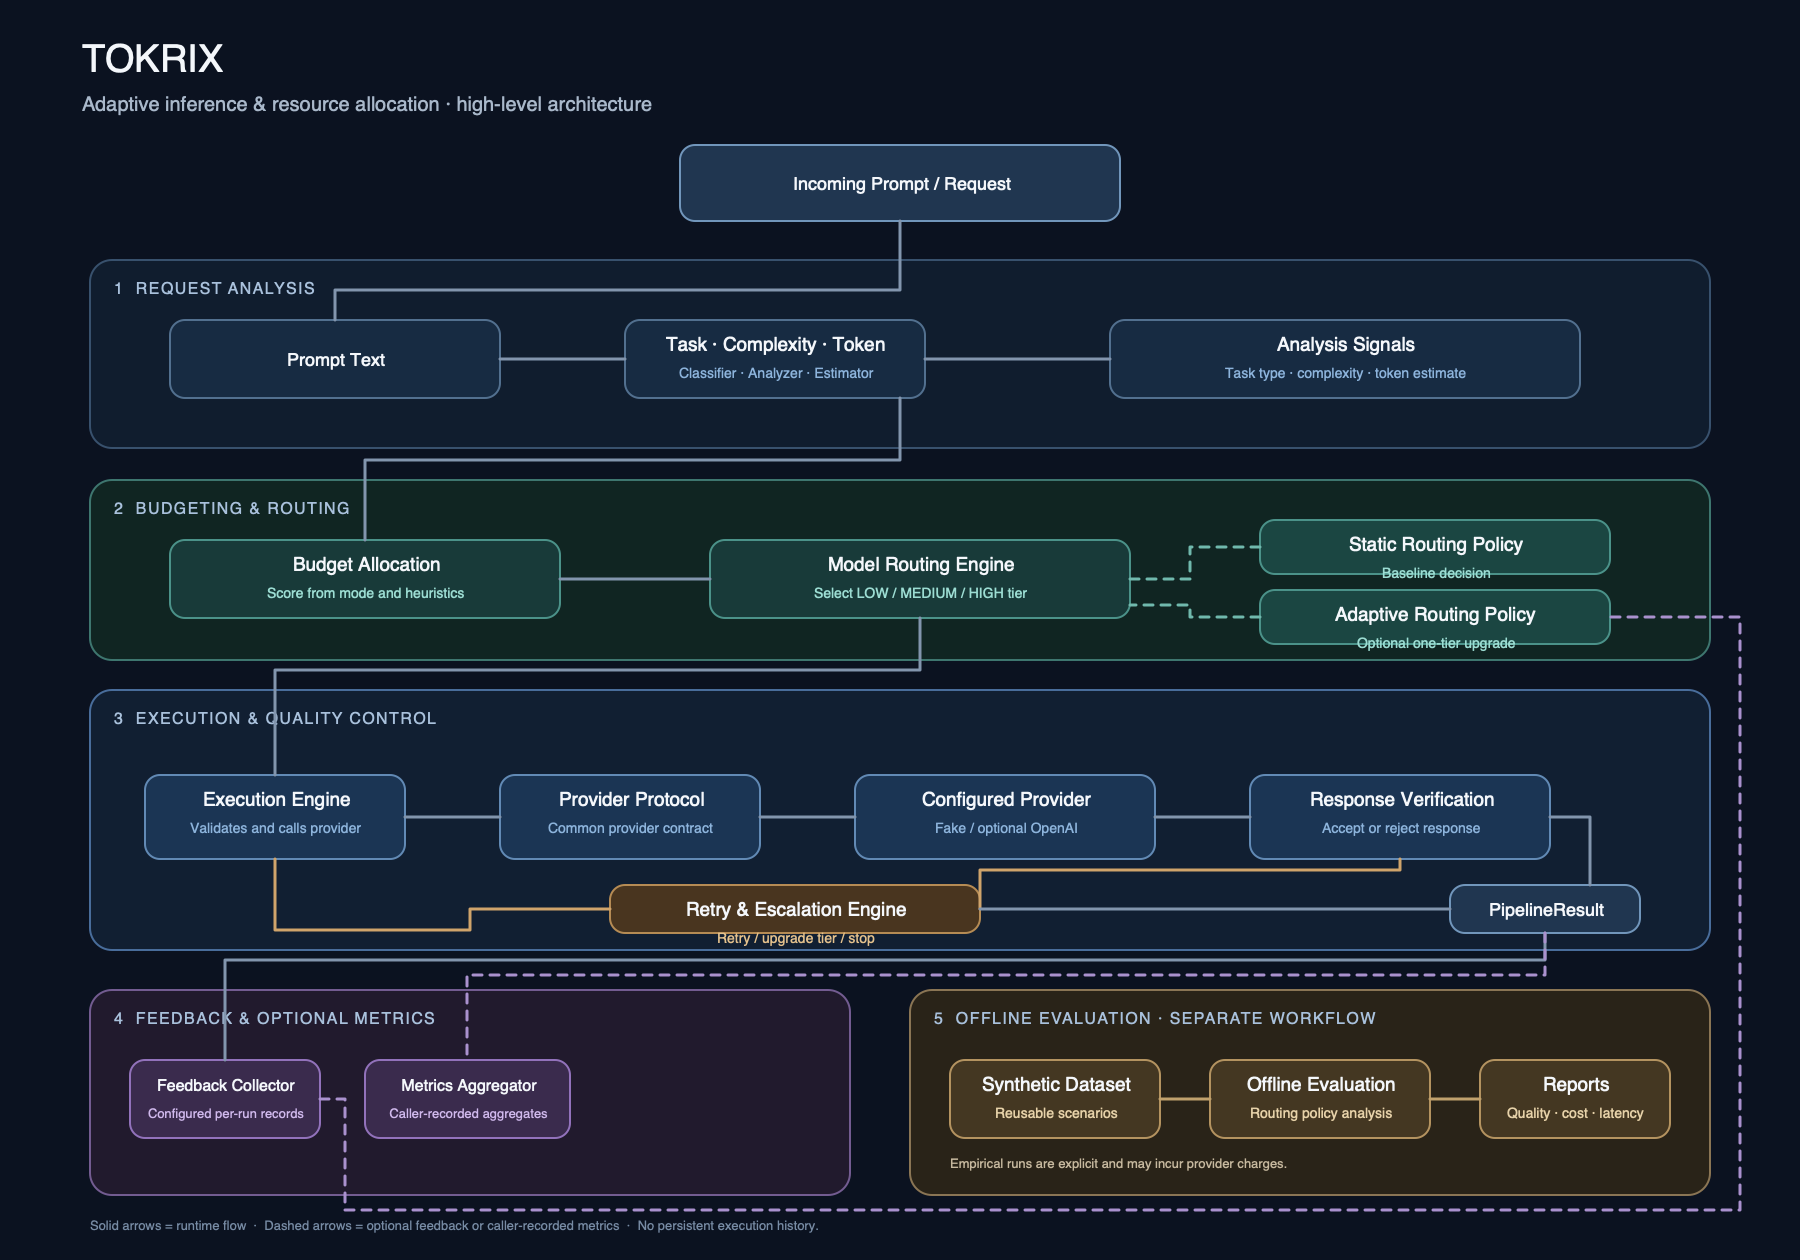 TOKRIX
Adaptive inference & resource allocation · high-level architecture
Incoming Prompt / Request
1 REQUEST ANALYSIS
Prompt Text
Task · Complexity · Token
Classifier · Analyzer · Estimator
Analysis Signals
Task type · complexity · token estimate
2 BUDGETING & ROUTING
Budget Allocation
Score from mode and heuristics
Model Routing Engine
Select LOW / MEDIUM / HIGH tier
Static Routing Policy
Baseline decision
Adaptive Routing Policy
Optional one-tier upgrade
3 EXECUTION & QUALITY CONTROL
Execution Engine
Validates and calls provider
Provider Protocol
Common provider contract
Configured Provider
Fake / optional OpenAI
Response Verification
Accept or reject response
Retry & Escalation Engine
Retry / upgrade tier / stop
PipelineResult
4 FEEDBACK & OPTIONAL METRICS
Feedback Collector
Configured per-run records
Metrics Aggregator
Caller-recorded aggregates
5 OFFLINE EVALUATION · SEPARATE WORKFLOW
Synthetic Dataset
Reusable scenarios
Offline Evaluation
Routing policy analysis
Reports
Quality · cost · latency
Empirical runs are explicit and may incur provider charges.
Solid arrows = runtime flow · Dashed arrows = optional feedback or caller-recorded metrics · No persistent execution history.